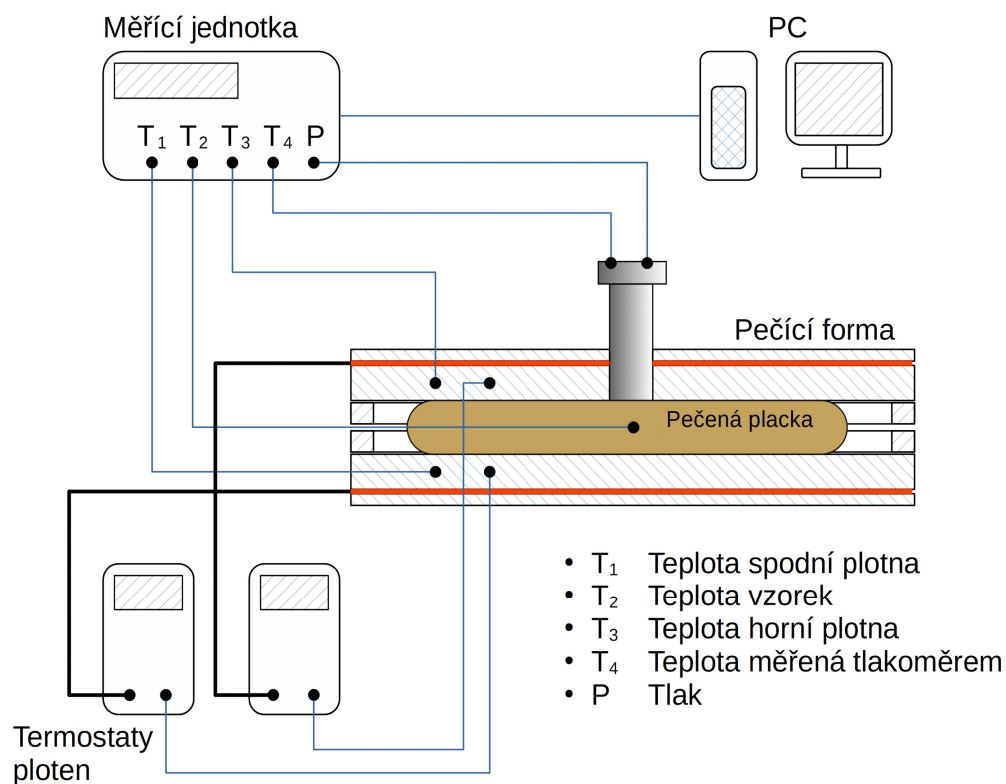 Měřící jednotka
PC
T1 T2 T3 T4 P
Pečící forma
Pečená placka
• T1 Teplota spodní plotna
• T2 Teplota vzorek
• T3 Teplota horní plotna
• T4 Teplota měřená tlakoměrem
• P Tlak
Termostaty
ploten